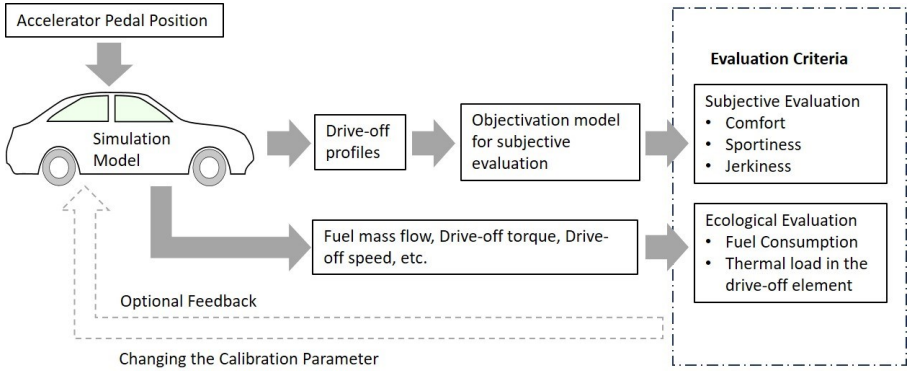 Accelerator Pedal Position
Simulation
Model
Drive-off
profiles
Objectivation model
for subjective
evaluation
Evaluation Criteria
Subjective Evaluation
• Comfort
• Sportiness
• Jerkiness
Fuel mass flow, Drive-off torque, Drive-
off speed, etc.
Ecological Evaluation
• Fuel Consumption
• Thermal load in the
drive-off element
Optional Feedback
Changing the Calibration Parameter